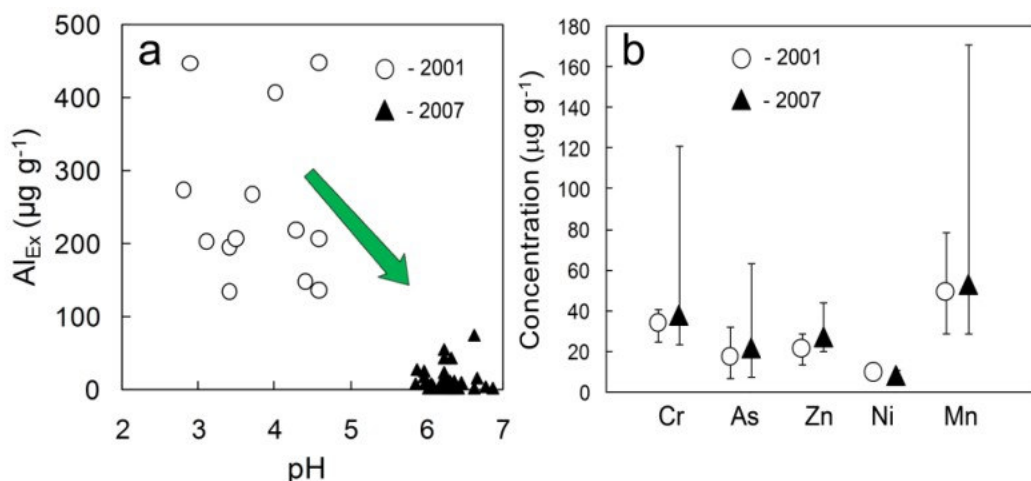 a
500
400
300
200
100
0
Al_Ex (µg g⁻¹)
2 3 4 5 6 7
pH
- 2001
- 2007
b
180
160
140
120
100
80
60
40
20
0
Concentration (µg g⁻¹)
Cr As Zn Ni Mn
- 2001
- 2007